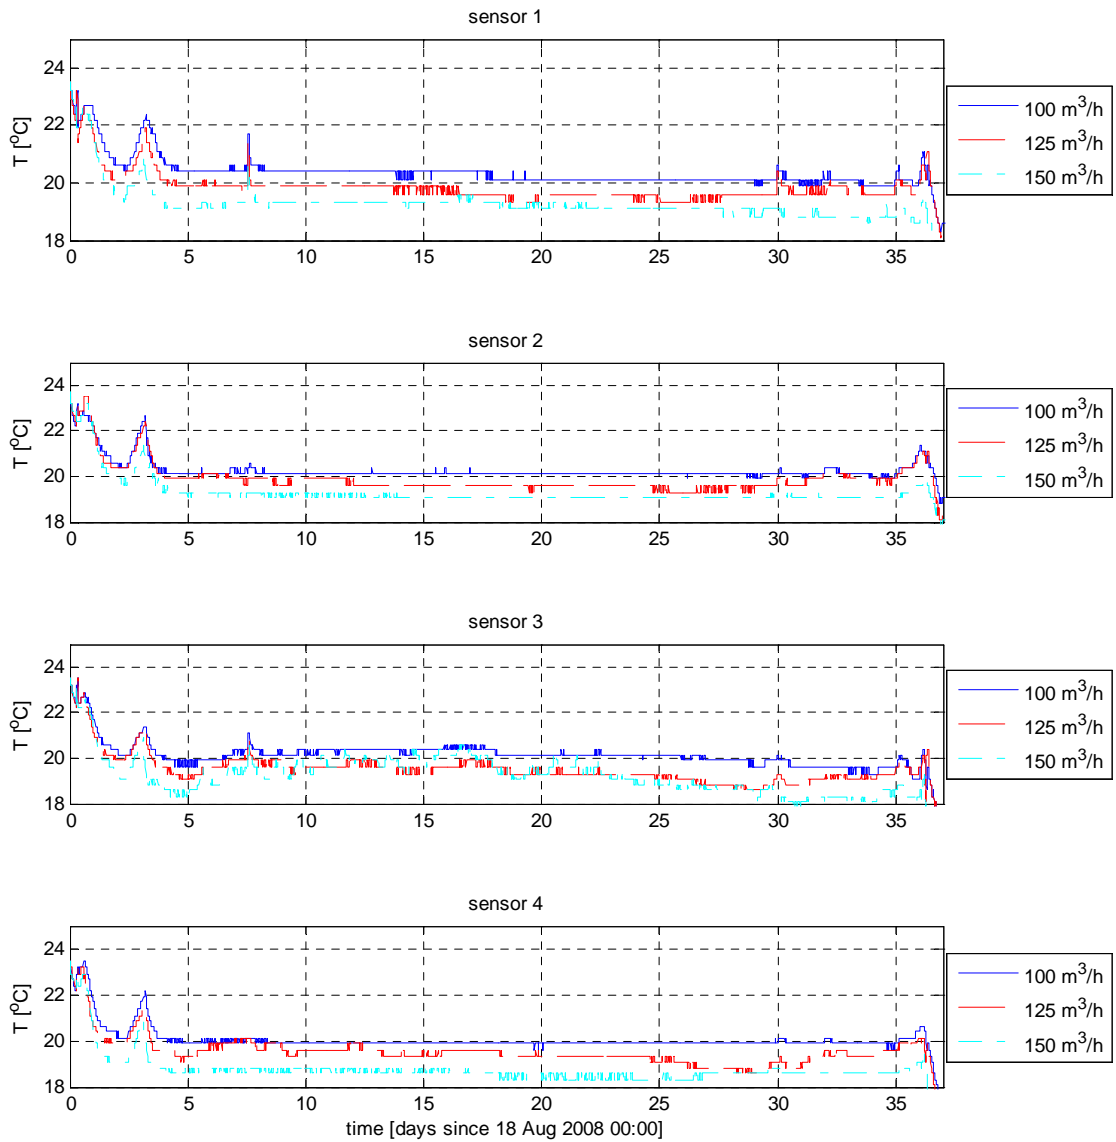 sensor 1
24
22
20
18
T [°C]
0 5 10 15 20 25 30 35
100 m³/h
125 m³/h
150 m³/h
sensor 2
24
22
20
18
T [°C]
0 5 10 15 20 25 30 35
100 m³/h
125 m³/h
150 m³/h
sensor 3
24
22
20
18
T [°C]
0 5 10 15 20 25 30 35
100 m³/h
125 m³/h
150 m³/h
sensor 4
24
22
20
18
T [°C]
0 5 10 15 20 25 30 35
100 m³/h
125 m³/h
150 m³/h
time [days since 18 Aug 2008 00:00]